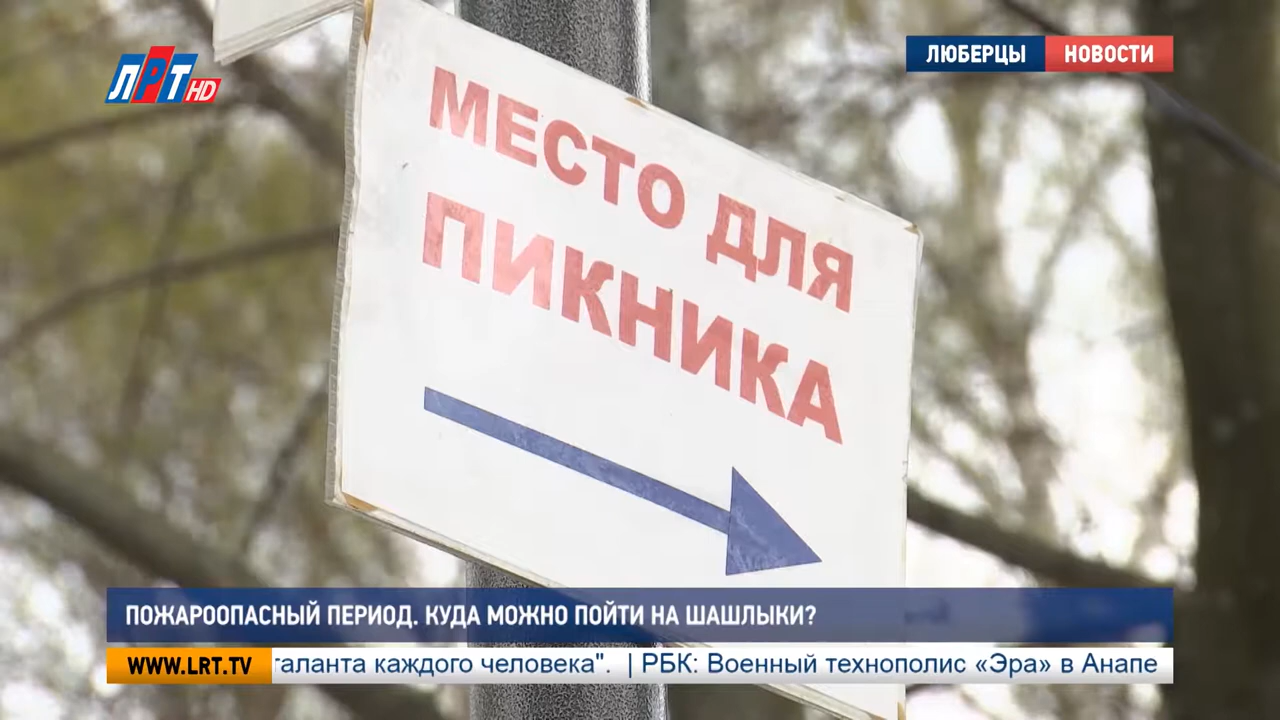 ЛРТ HD
ЛЮБЕРЦЫ НОВОСТИ
МЕСТО ДЛЯ
ПИКНИКА
ПОЖАРООПАСНЫЙ ПЕРИОД. КУДА МОЖНО ПОЙТИ НА ШАШЛЫКИ?
WWW.LRT.TV таланта каждого человека". | РБК: Военный технополис «Эра» в Анапе